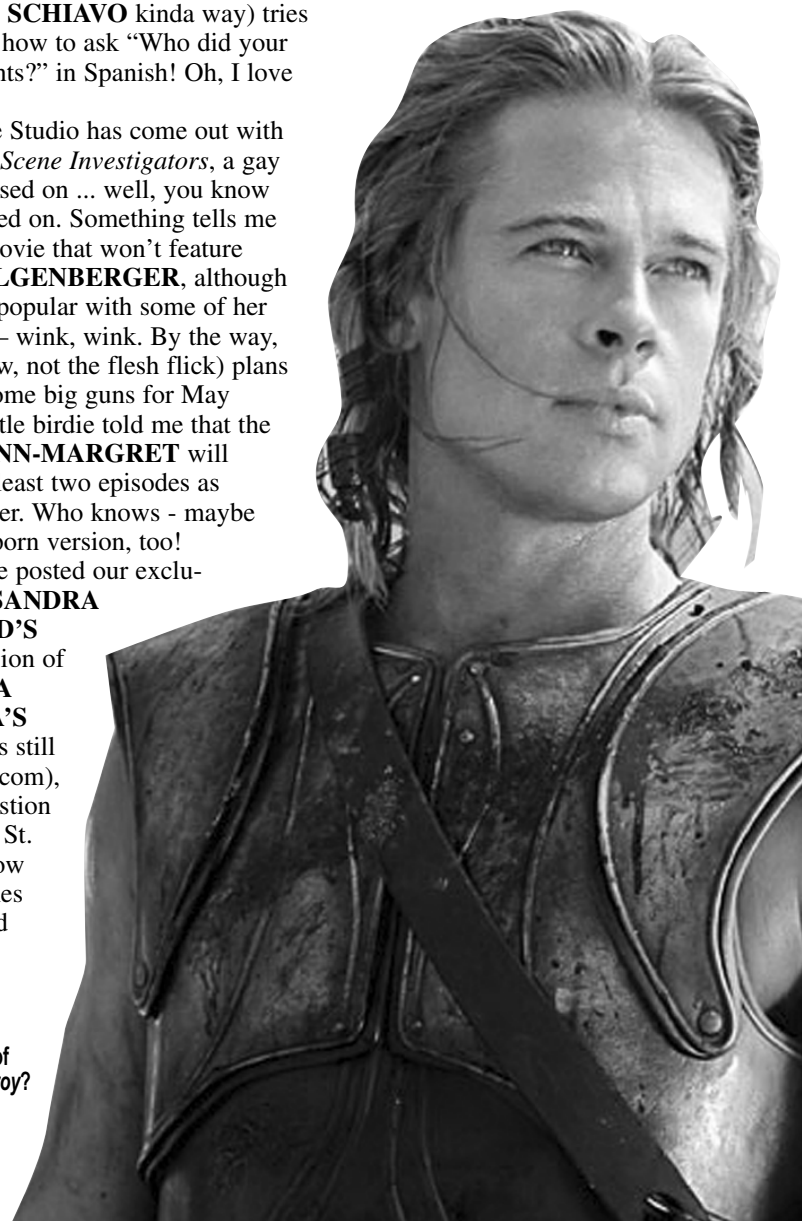 SCHIAVO kinda way) tries
how to ask “Who did your
nts?” in Spanish! Oh, I love
e Studio has come out with
Scene Investigators, a gay
sed on ... well, you know
ed on. Something tells me
ovie that won’t feature
LGENBERGER, although
popular with some of her
– wink, wink. By the way,
w, not the flesh flick) plans
ome big guns for May
tle birdie told me that the
NN-MARGRET will
least two episodes as
er. Who knows - maybe
porn version, too!
e posted our exclu-
SANDRA
D’S
ion of
A
A’S
s still
com),
stion
St.
ow
es
d
of
roy?